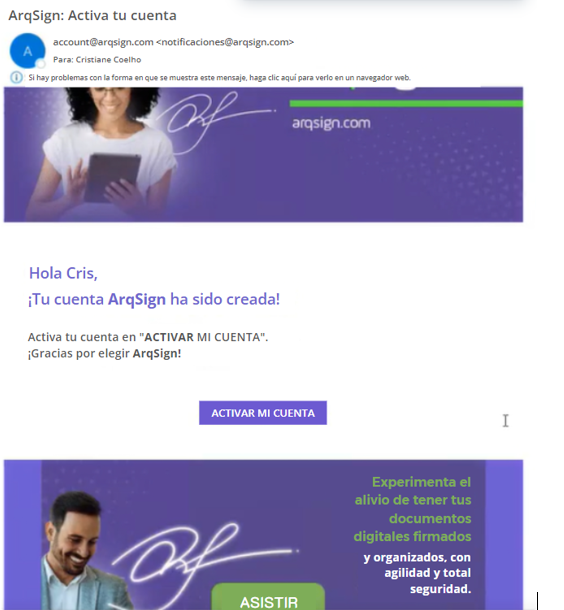 ArqSign: Activa tu cuenta
A
account@arqsign.com <notificaciones@arqsign.com>
Para: Cristiane Coelho
Si hay problemas con la forma en que se muestra este mensaje, haga clic aquí para verlo en un navegador web.
arqsign.com
Hola Cris,
¡Tu cuenta ArqSign ha sido creada!
Activa tu cuenta en "ACTIVAR MI CUENTA".
¡Gracias por elegir ArqSign!
ACTIVAR MI CUENTA
Experimenta el
alivio de tener tus
documentos
digitales firmados
y organizados, con
agilidad y total
seguridad.
ASISTIR